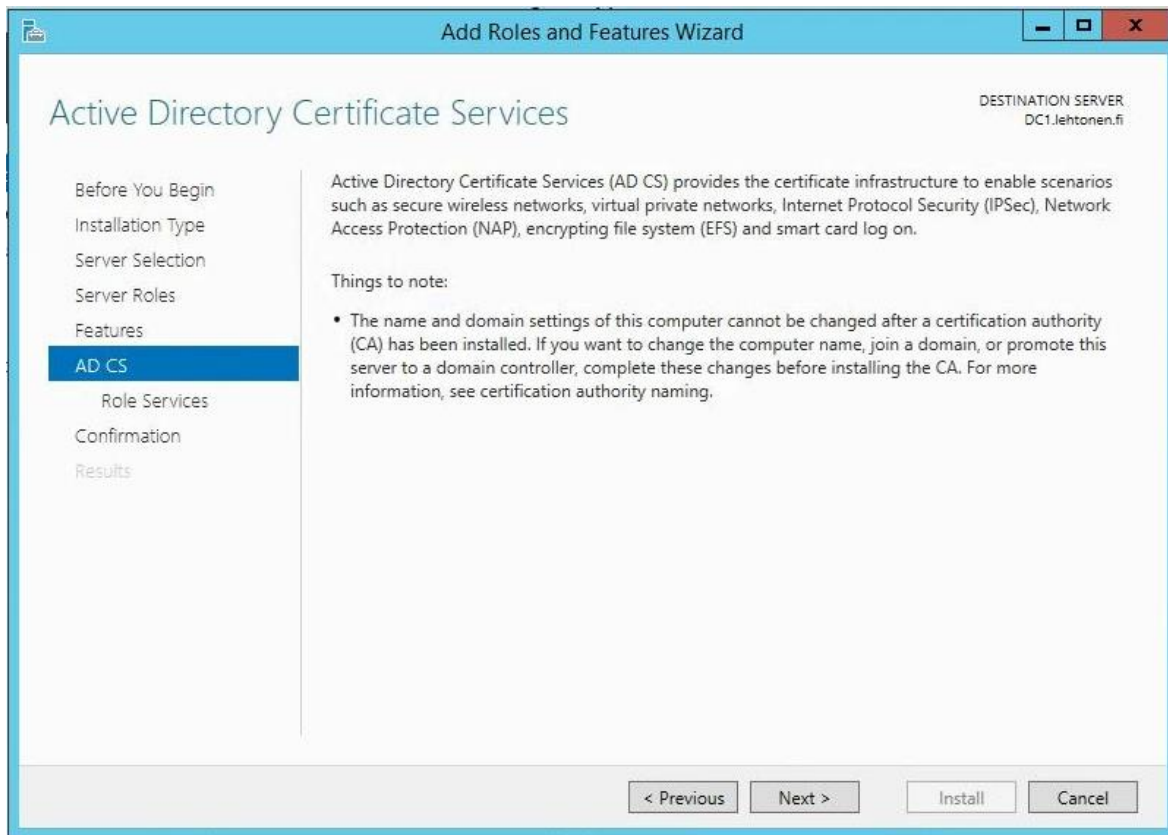 Add Roles and Features Wizard
Active Directory Certificate Services
DESTINATION SERVER
DC1.lehtonen.fi
Before You Begin
Installation Type
Server Selection
Server Roles
Features
AD CS
Role Services
Confirmation
Results
Active Directory Certificate Services (AD CS) provides the certificate infrastructure to enable scenarios
such as secure wireless networks, virtual private networks, Internet Protocol Security (IPSec), Network
Access Protection (NAP), encrypting file system (EFS) and smart card log on.
Things to note:
• The name and domain settings of this computer cannot be changed after a certification authority
(CA) has been installed. If you want to change the computer name, join a domain, or promote this
server to a domain controller, complete these changes before installing the CA. For more
information, see certification authority naming.
< Previous
Next >
Install
Cancel